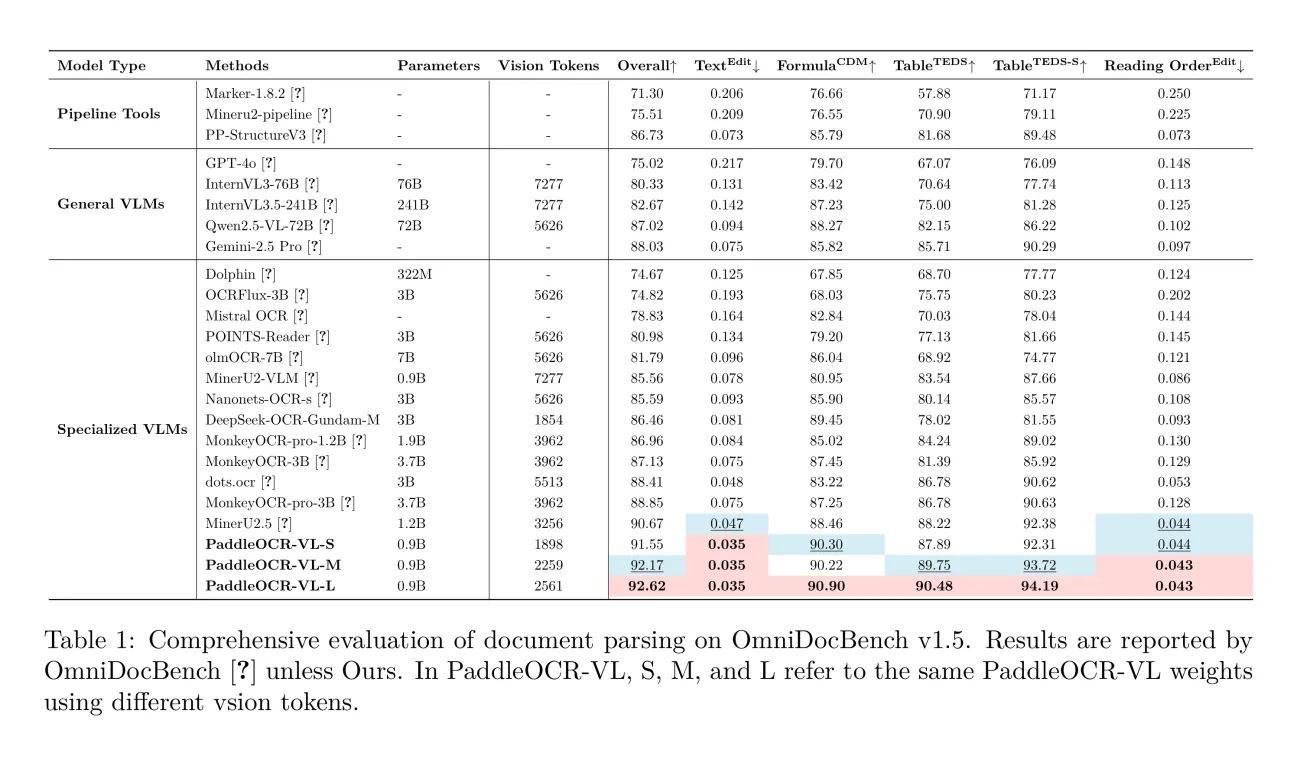 Model Type Methods Parameters Vision Tokens Overall↑ Text^Edit↓ Formula^CDM↑ Table^TEDS↑ Table^TEDS-S↑ Reading Order^Edit↓
Pipeline Tools
Marker-1.8.2 [?] - - 71.30 0.206 76.66 57.88 71.17 0.250
Mineru2-pipeline [?] - - 75.51 0.209 76.55 70.90 79.11 0.225
PP-StructureV3 [?] - - 86.73 0.073 85.79 81.68 89.48 0.073
General VLMs
GPT-4o [?] - - 75.02 0.217 79.70 67.07 76.09 0.148
InternVL3-76B [?] 76B 7277 80.33 0.131 83.42 70.64 77.74 0.113
InternVL3.5-241B [?] 241B 7277 82.67 0.142 87.23 75.00 81.28 0.125
Qwen2.5-VL-72B [?] 72B 5626 87.02 0.094 88.27 82.15 86.22 0.102
Gemini-2.5 Pro [?] - - 88.03 0.075 85.82 85.71 90.29 0.097
Specialized VLMs
Dolphin [?] 322M - 74.67 0.125 67.85 68.70 77.77 0.124
OCRFlux-3B [?] 3B 5626 74.82 0.193 68.03 75.75 80.23 0.202
Mistral OCR [?] - - 78.83 0.164 82.84 70.03 78.04 0.144
POINTS-Reader [?] 3B 5626 80.98 0.134 79.20 77.13 81.66 0.145
olmOCR-7B [?] 7B 5626 81.79 0.096 86.04 68.92 74.77 0.121
MinerU2-VLM [?] 0.9B 7277 85.56 0.078 80.95 83.54 87.66 0.086
Nanonets-OCR-s [?] 3B 5626 85.59 0.093 85.90 80.14 85.57 0.108
DeepSeek-OCR-Gundam-M 3B 1854 86.46 0.081 89.45 78.02 81.55 0.093
MonkeyOCR-pro-1.2B [?] 1.9B 3962 86.96 0.084 85.02 84.24 89.02 0.130
MonkeyOCR-3B [?] 3.7B 3962 87.13 0.075 87.45 81.39 85.92 0.129
dots.ocr [?] 3B 5513 88.41 0.048 83.22 86.78 90.62 0.053
MonkeyOCR-pro-3B [?] 3.7B 3962 88.85 0.075 87.25 86.78 90.63 0.128
MinerU2.5 [?] 1.2B 3256 90.67 0.047 88.46 88.22 92.38 0.044
PaddleOCR-VL-S 0.9B 1898 91.55 0.035 90.30 87.89 92.31 0.044
PaddleOCR-VL-M 0.9B 2259 92.17 0.035 90.22 89.75 93.72 0.043
PaddleOCR-VL-L 0.9B 2561 92.62 0.035 90.90 90.48 94.19 0.043
Table 1: Comprehensive evaluation of document parsing on OmniDocBench v1.5. Results are reported by
OmniDocBench [?] unless Ours. In PaddleOCR-VL, S, M, and L refer to the same PaddleOCR-VL weights
using different vsion tokens.